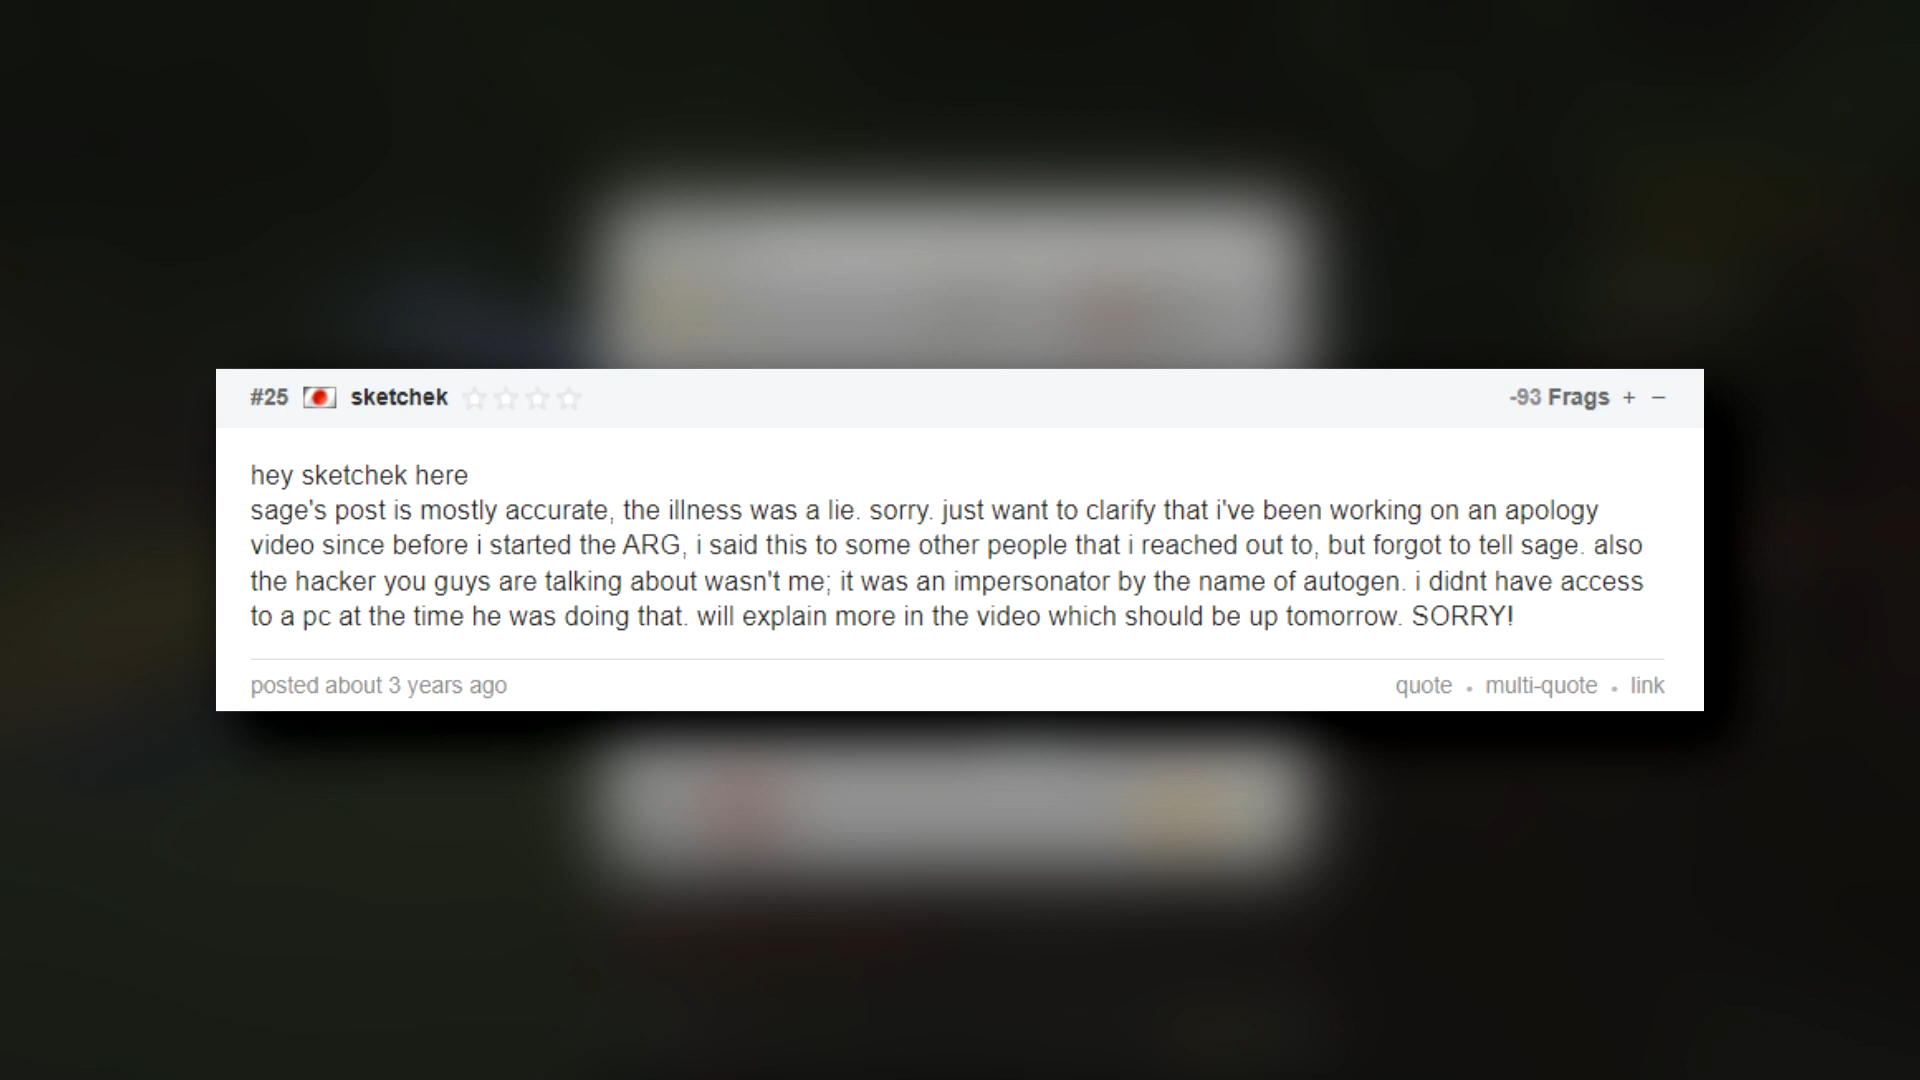 #25 sketchek -93 Frags + −
hey sketchek here
sage's post is mostly accurate, the illness was a lie. sorry. just want to clarify that i've been working on an apology
video since before i started the ARG, i said this to some other people that i reached out to, but forgot to tell sage. also
the hacker you guys are talking about wasn't me; it was an impersonator by the name of autogen. i didnt have access
to a pc at the time he was doing that. will explain more in the video which should be up tomorrow. SORRY!
posted about 3 years ago quote • multi-quote • link